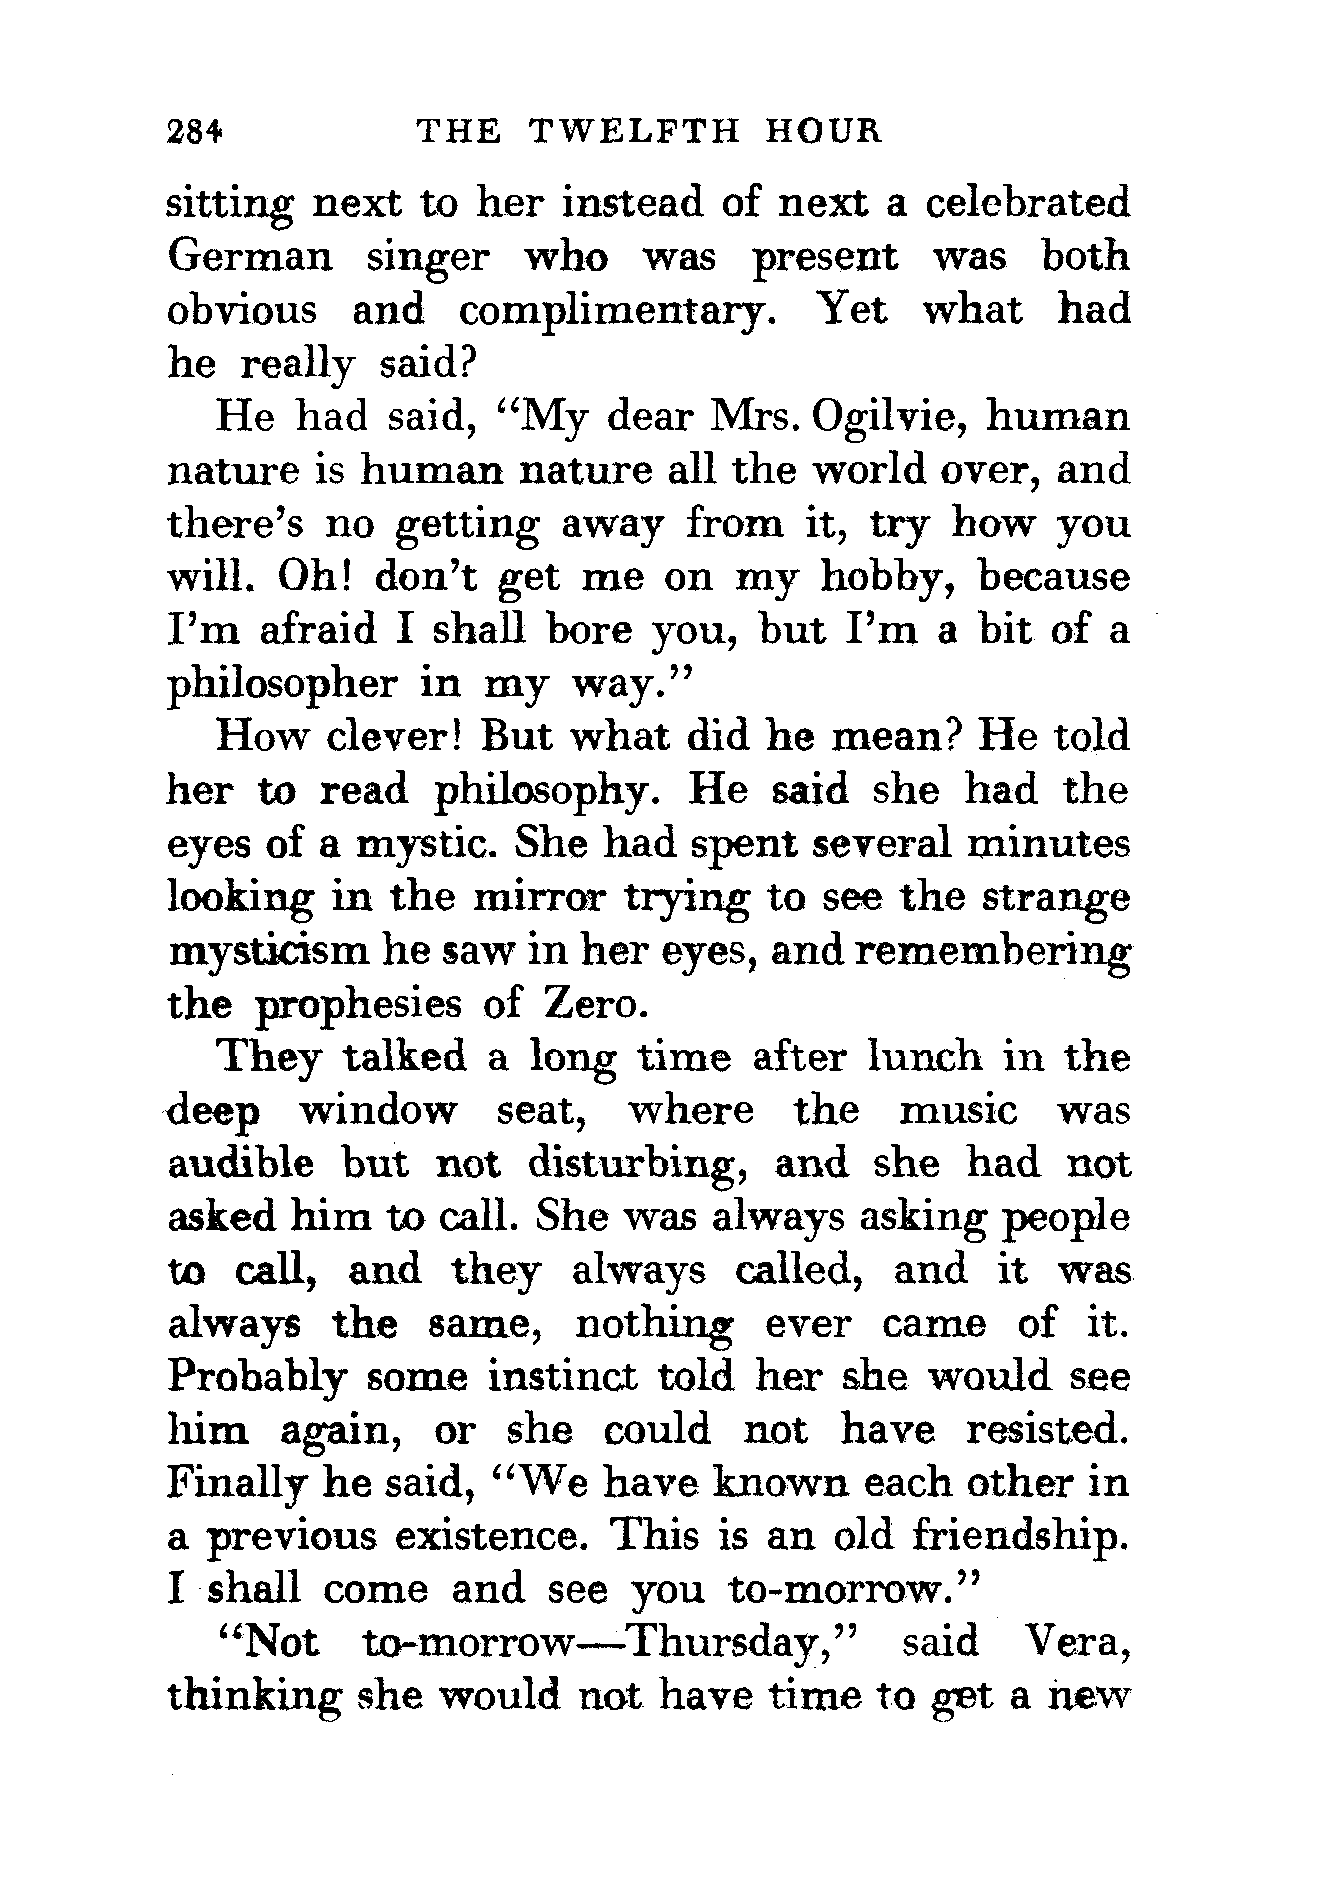 284 THE TWELFTH HOUR
sitting next to her instead of next a celebrated
German singer who was present was both
obvious and complimentary. Yet what had
he really said?
He had said, "My dear Mrs. Ogilvie, human
nature is human nature all the world over, and
there's no getting away from it, try how you
will. Oh! don't get me on my hobby, because
I'm afraid I shall bore you, but I'm a bit of a
philosopher in my way."
How clever! But what did he mean? He told
her to read philosophy. He said she had the
eyes of a mystic. She had spent several minutes
looking in the mirror trying to see the strange
mysticism he saw in her eyes, and remembering
the prophesies of Zero.
They talked a long time after lunch in the
deep window seat, where the music was
audible but not disturbing, and she had not
asked him to call. She was always asking people
to call, and they always called, and it was
always the same, nothing ever came of it.
Probably some instinct told her she would see
him again, or she could not have resisted.
Finally he said, "We have known each other in
a previous existence. This is an old friendship.
I shall come and see you to-morrow."
"Not to-morrow—Thursday," said Vera,
thinking she would not have time to get a new